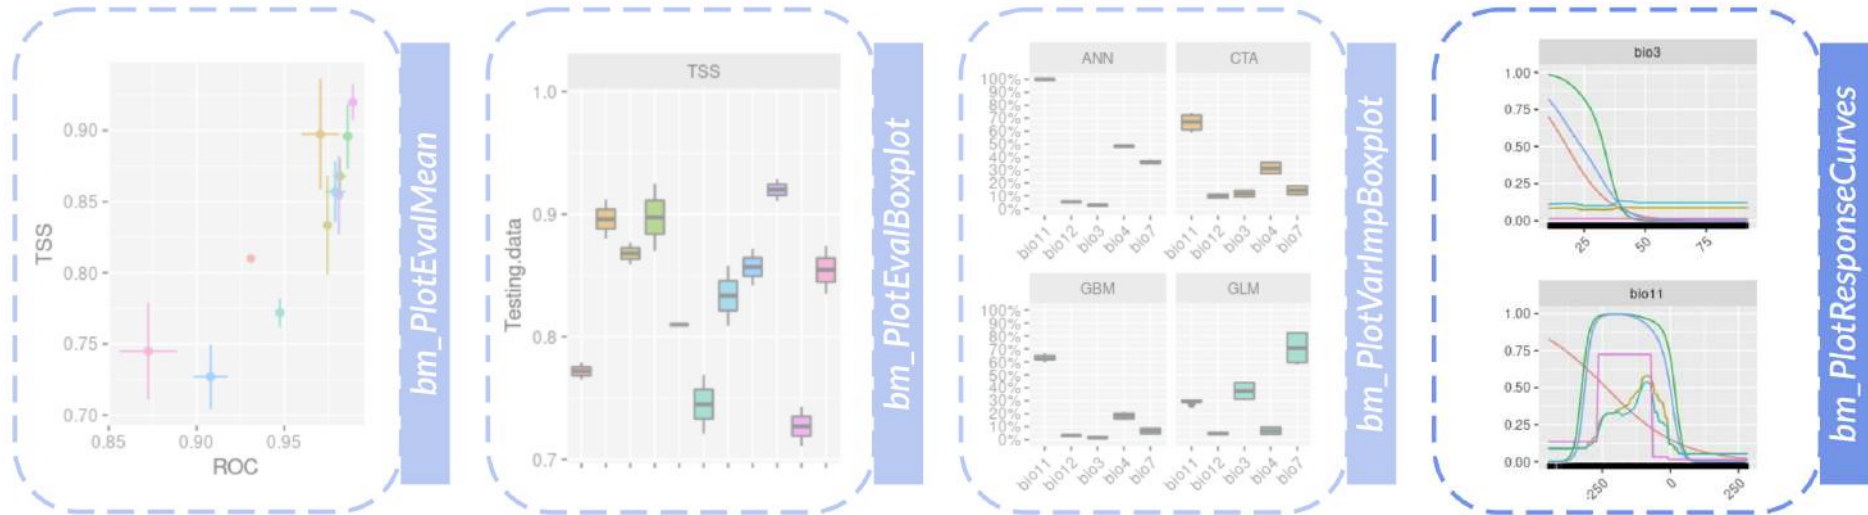 0.90
0.85
0.80
0.75
0.70
TSS
0.85 0.90 0.95
ROC
bm_PlotEvalMean
TSS
1.0
0.9
0.8
0.7
Testing.data
bm_PlotEvalBoxplot
ANN CTA
100%
90%
80%
70%
60%
50%
40%
30%
20%
10%
0%
bio11 bio12 bio3 bio4 bio7 bio11 bio12 bio3 bio4 bio7
GBM GLM
100%
90%
80%
70%
60%
50%
40%
30%
20%
10%
0%
bio11 bio12 bio3 bio4 bio7 bio11 bio12 bio3 bio4 bio7
bm_PlotVarImpBoxplot
bio3
1.00
0.75
0.50
0.25
0.00
25 50 75
bio11
1.00
0.75
0.50
0.25
0.00
-250 0 250
bm_PlotResponseCurves